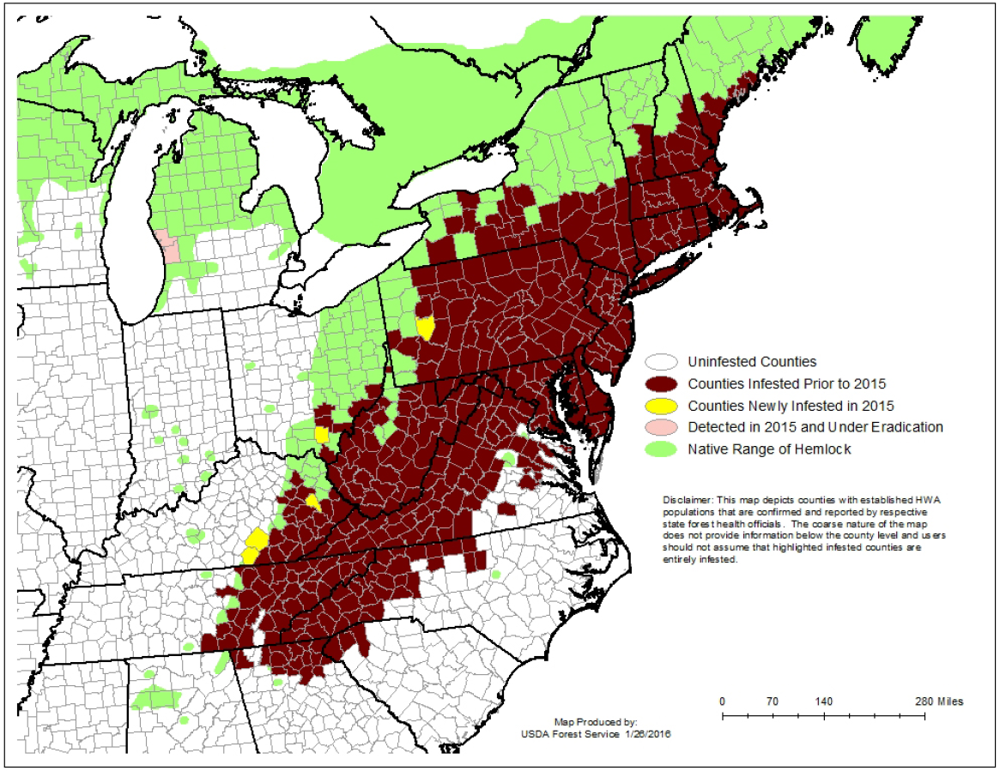 Uninfested Counties
Counties Infested Prior to 2015
Counties Newly Infested in 2015
Detected in 2015 and Under Eradication
Native Range of Hemlock
Disclaimer: This map depicts counties with established HWA
populations that are confirmed and reported by respective
state forest health officials. The coarse nature of the map
does not provide information below the county level and users
should not assume that highlighted infested counties are
entirely infested.
0 70 140 280 Miles
Map Produced by:
USDA Forest Service 1/26/2016